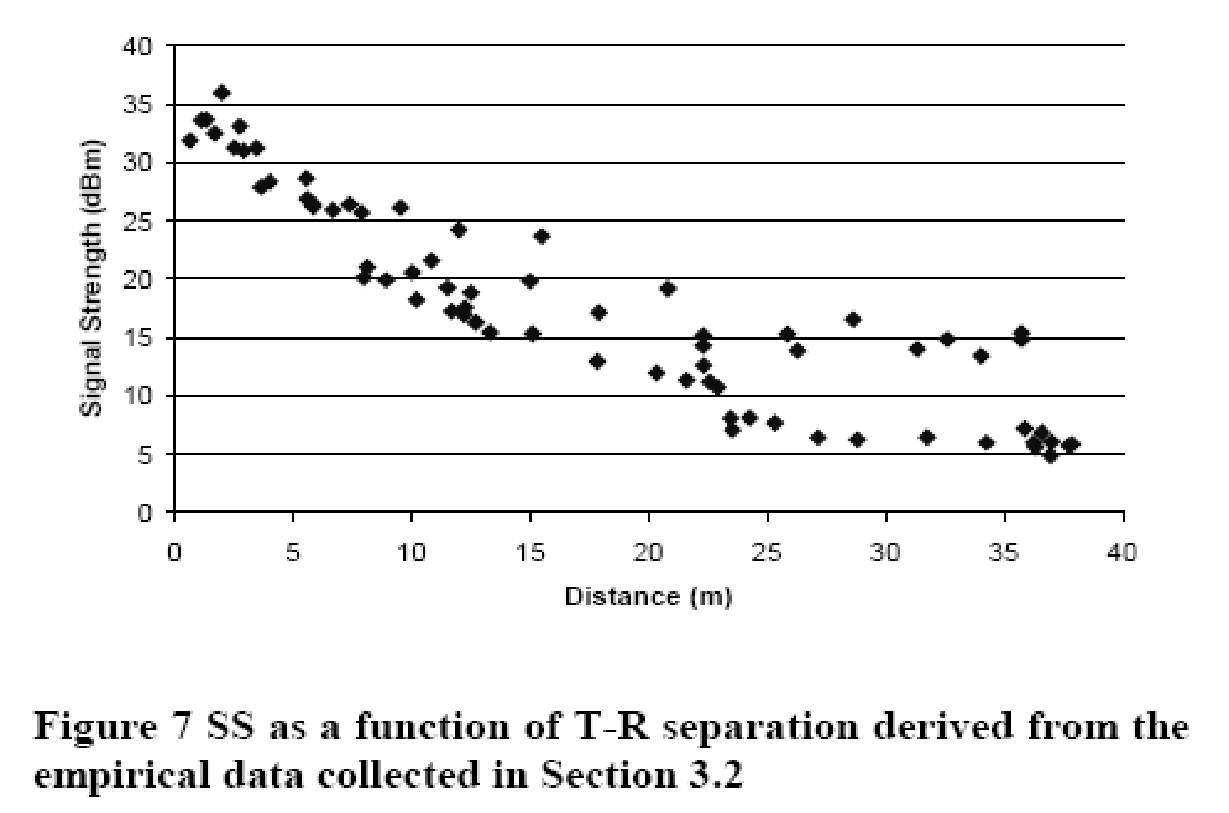 40
35
30
25
20
15
10
5
0
Signal Strength (dBm)
0 5 10 15 20 25 30 35 40
Distance (m)
Figure 7 SS as a function of T-R separation derived from the
empirical data collected in Section 3.2